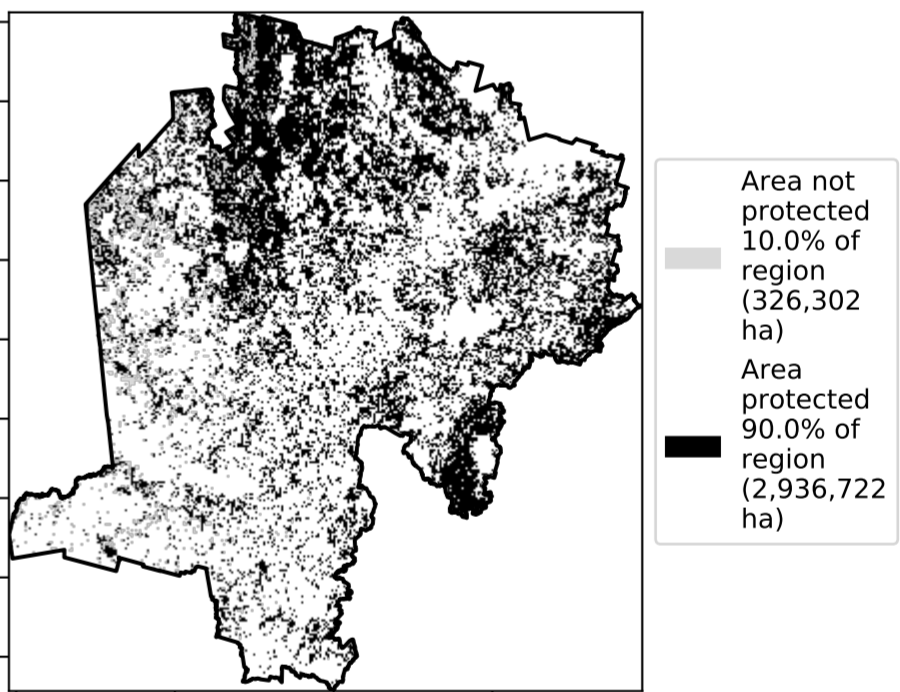 Area not
protected
10.0% of
region
(326,302
ha)
Area
protected
90.0% of
region
(2,936,722
ha)